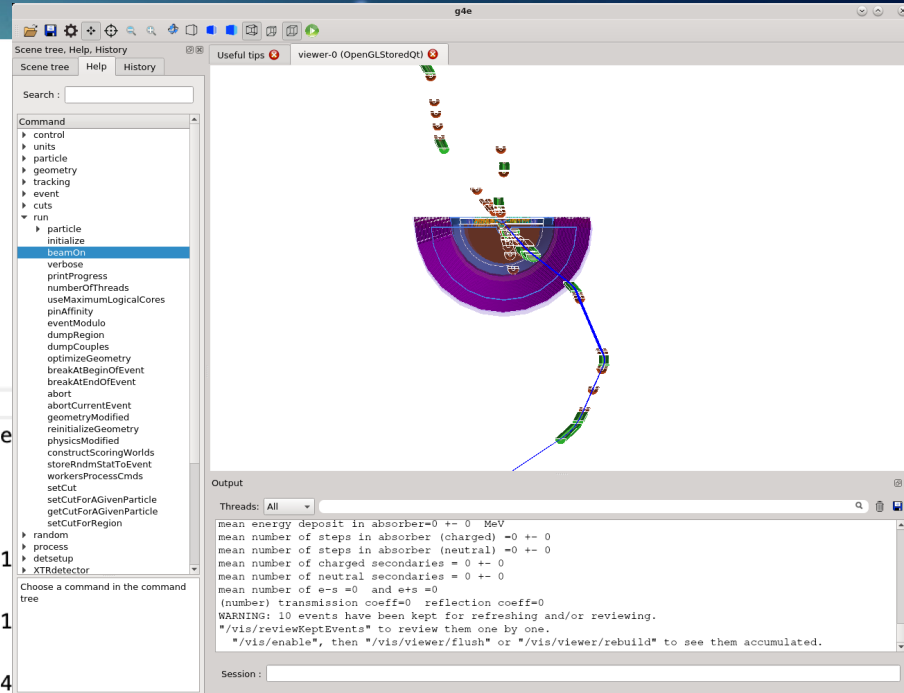 g4e
Scene tree, Help, History
Scene tree
Help
History
Useful tips
viewer-0 (OpenGLStoredQt)
Search :
Command
control
units
particle
geometry
tracking
event
cuts
run
particle
initialize
beamOn
verbose
printProgress
numberOfThreads
useMaximumLogicalCores
pinAffinity
eventModulo
dumpRegion
dumpCouples
optimizeGeometry
breakAtBeginOfEvent
breakAtEndOfEvent
abort
abortCurrentEvent
geometryModified
reinitializeGeometry
physicsModified
constructScoringWorlds
storeRndmStatToEvent
workersProcessCmds
setCut
setCutForAGivenParticle
getCutForAGivenParticle
setCutForRegion
random
process
detsetup
XTRdetector
Choose a command in the command
tree
e
1
1
4
Output
Threads: All
mean energy deposit in absorber=0 +- 0  MeV
mean number of steps in absorber (charged) =0 +- 0
mean number of steps in absorber (neutral) =0 +- 0
mean number of charged secondaries = 0 +- 0
mean number of neutral secondaries = 0 +- 0
mean number of e-s =0  and e+s =0
(number) transmission coeff=0  reflection coeff=0
WARNING: 10 events have been kept for refreshing and/or reviewing.
"/vis/reviewKeptEvents" to review them one by one.
"/vis/enable", then "/vis/viewer/flush" or "/vis/viewer/rebuild" to see them accumulated.
Session :